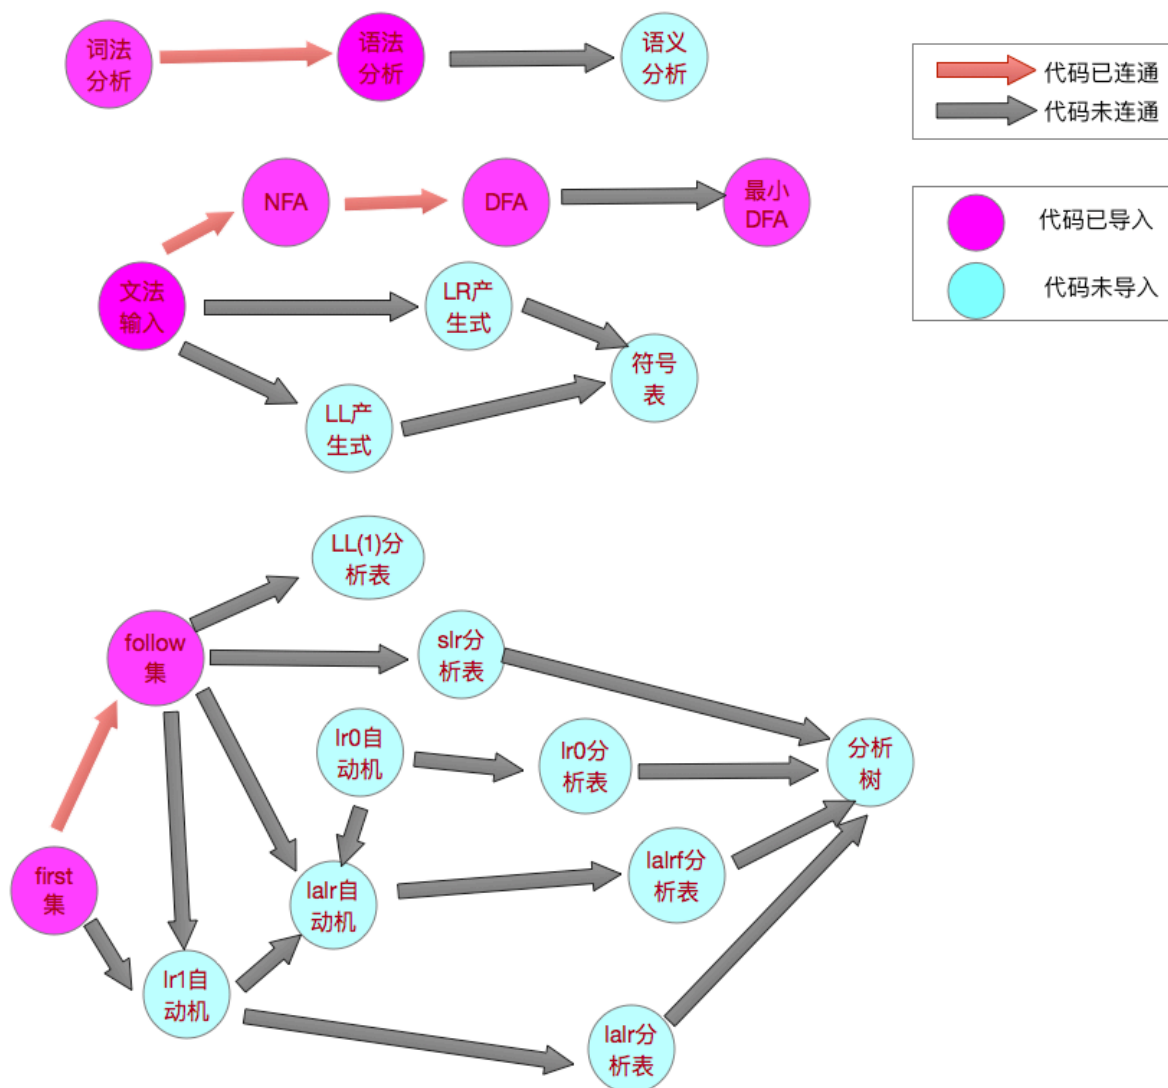 词法
分析
语法
分析
语义
分析
代码已连通
代码未连通
NFA
DFA
最小
DFA
代码已导入
代码未导入
文法
输入
LR产
生式
符号
表
LL产
生式
LL(1)分
析表
follow
集
slr分
析表
lr0自
动机
lr0分
析表
分析
树
first
集
lalr自
动机
lalrf分
析表
lr1自
动机
lalr分
析表